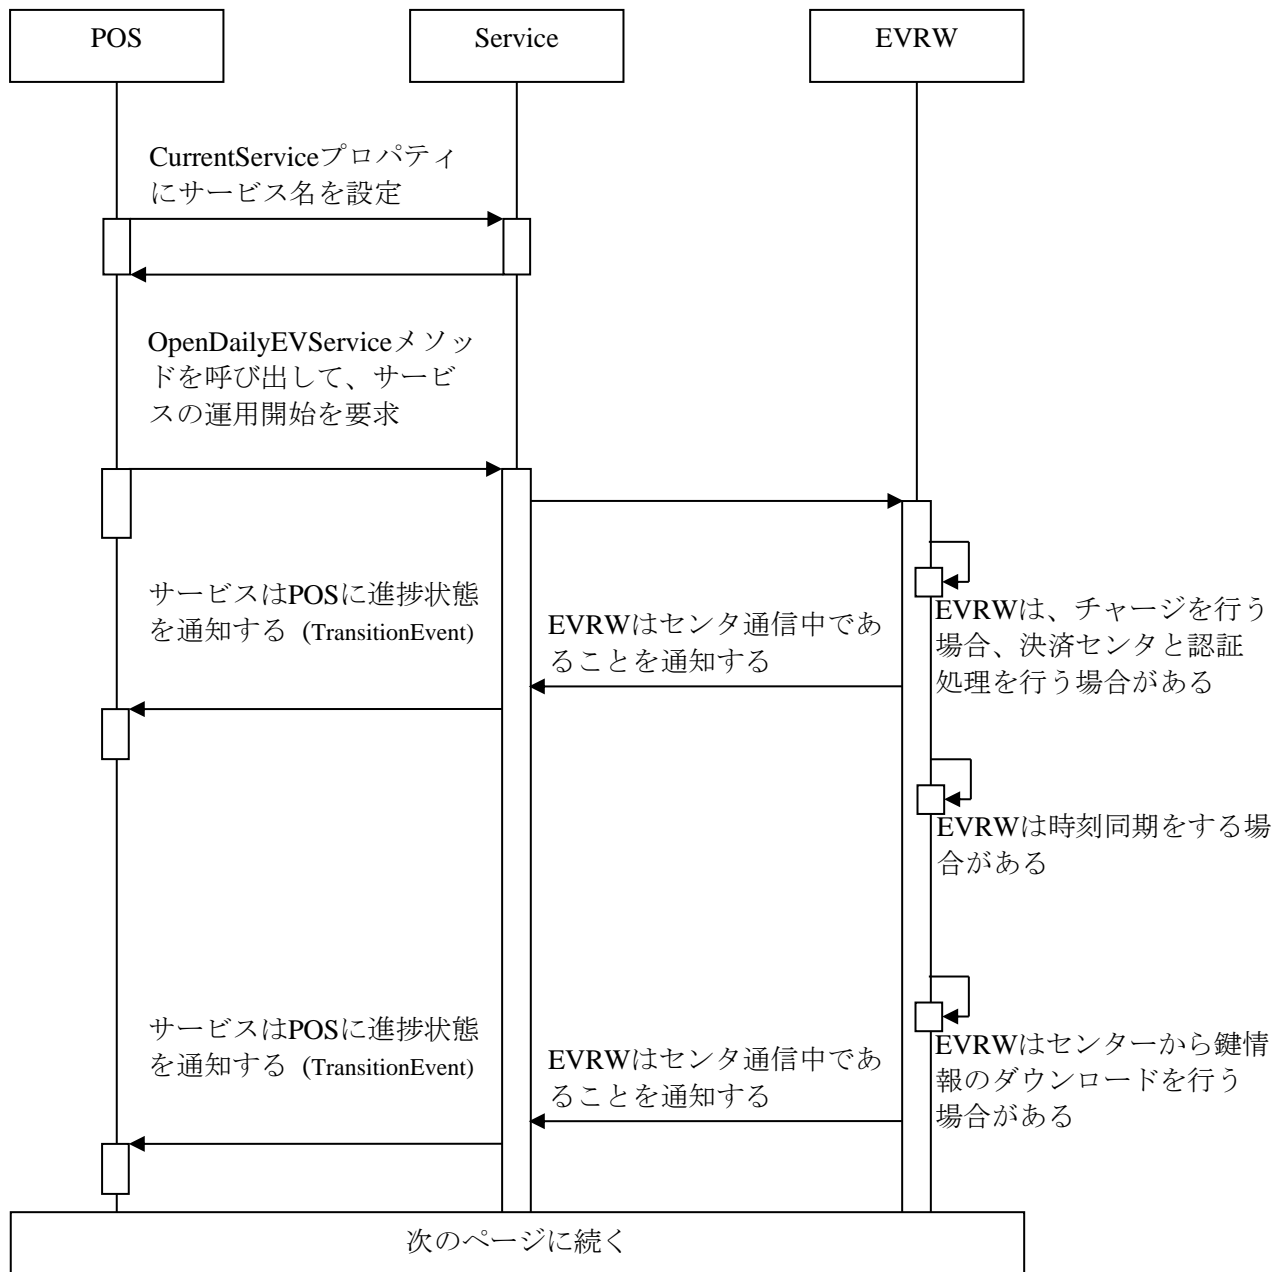 POS
Service
EVRW
CurrentServiceプロパティ
にサービス名を設定
OpenDailyEVServiceメソッ
ドを呼び出して、サービ
スの運用開始を要求
サービスはPOSに進捗状態
を通知する (TransitionEvent)
EVRWはセンタ通信中であ
ることを通知する
EVRWは、チャージを行う
場合、決済センタと認証
処理を行う場合がある
EVRWは時刻同期をする場
合がある
サービスはPOSに進捗状態
を通知する (TransitionEvent)
EVRWはセンタ通信中であ
ることを通知する
EVRWはセンターから鍵情
報のダウンロードを行う
場合がある
次のページに続く